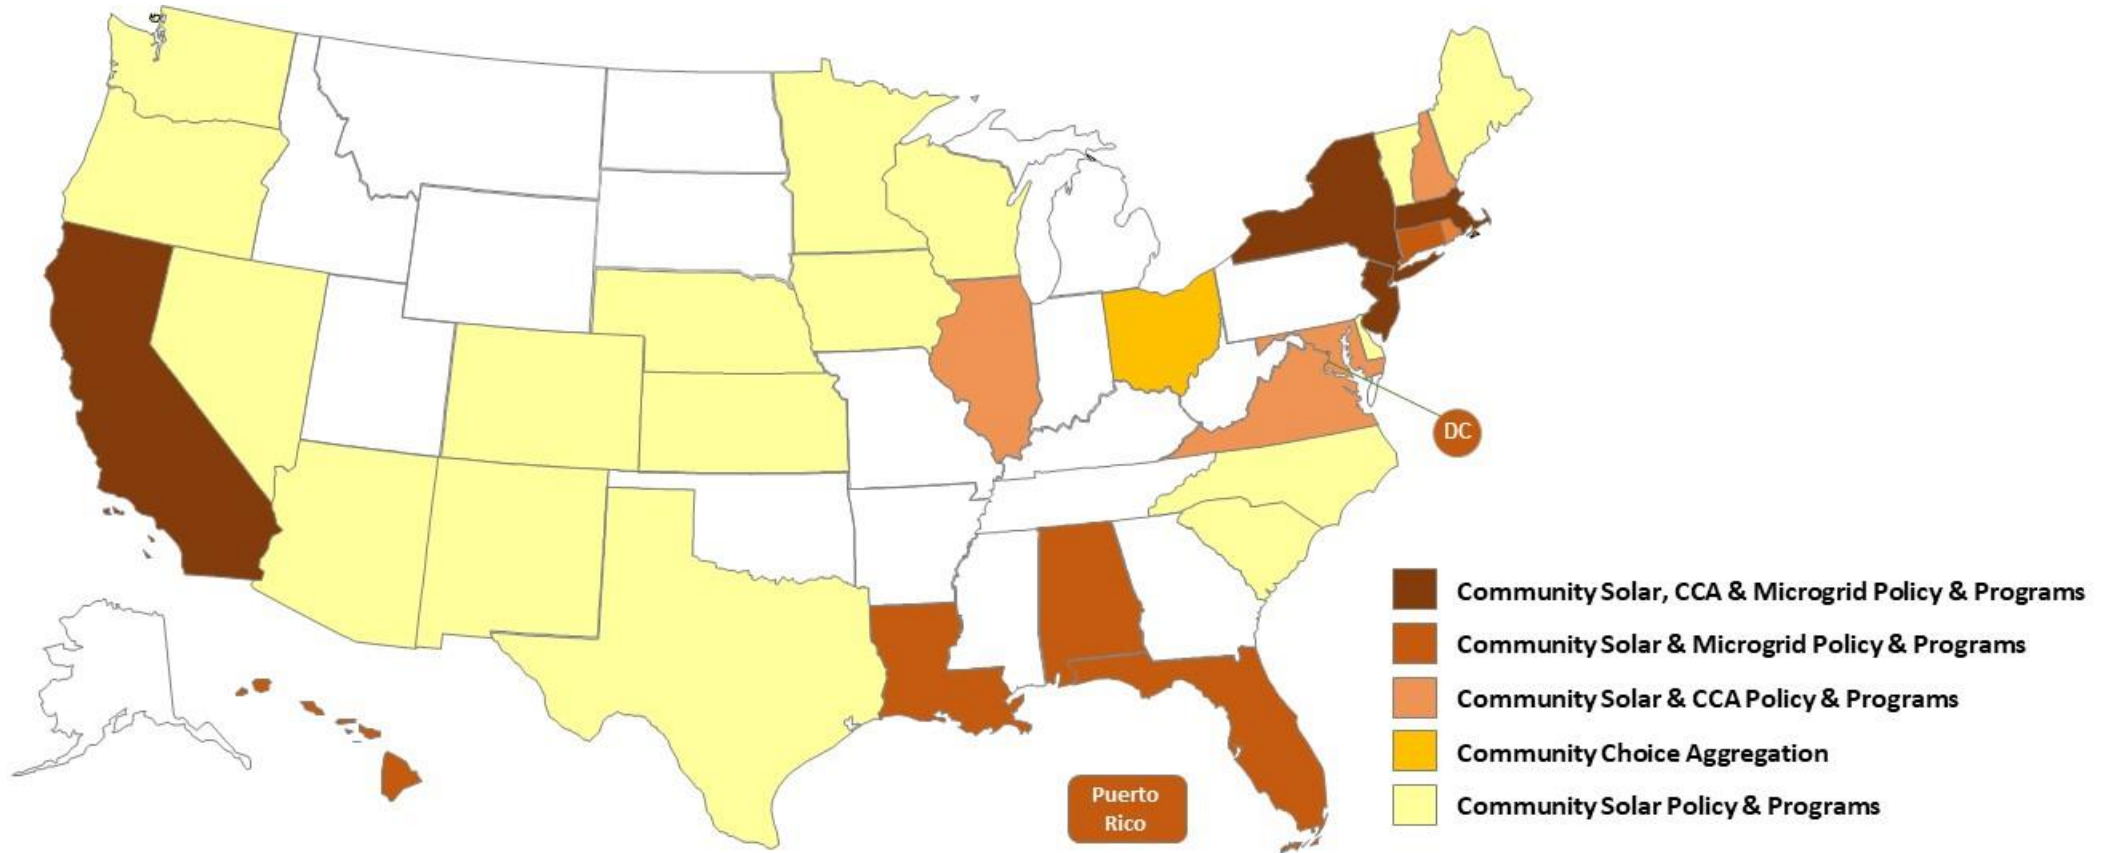 DC
Community Solar, CCA & Microgrid Policy & Programs
Community Solar & Microgrid Policy & Programs
Community Solar & CCA Policy & Programs
Community Choice Aggregation
Community Solar Policy & Programs
Puerto
Rico